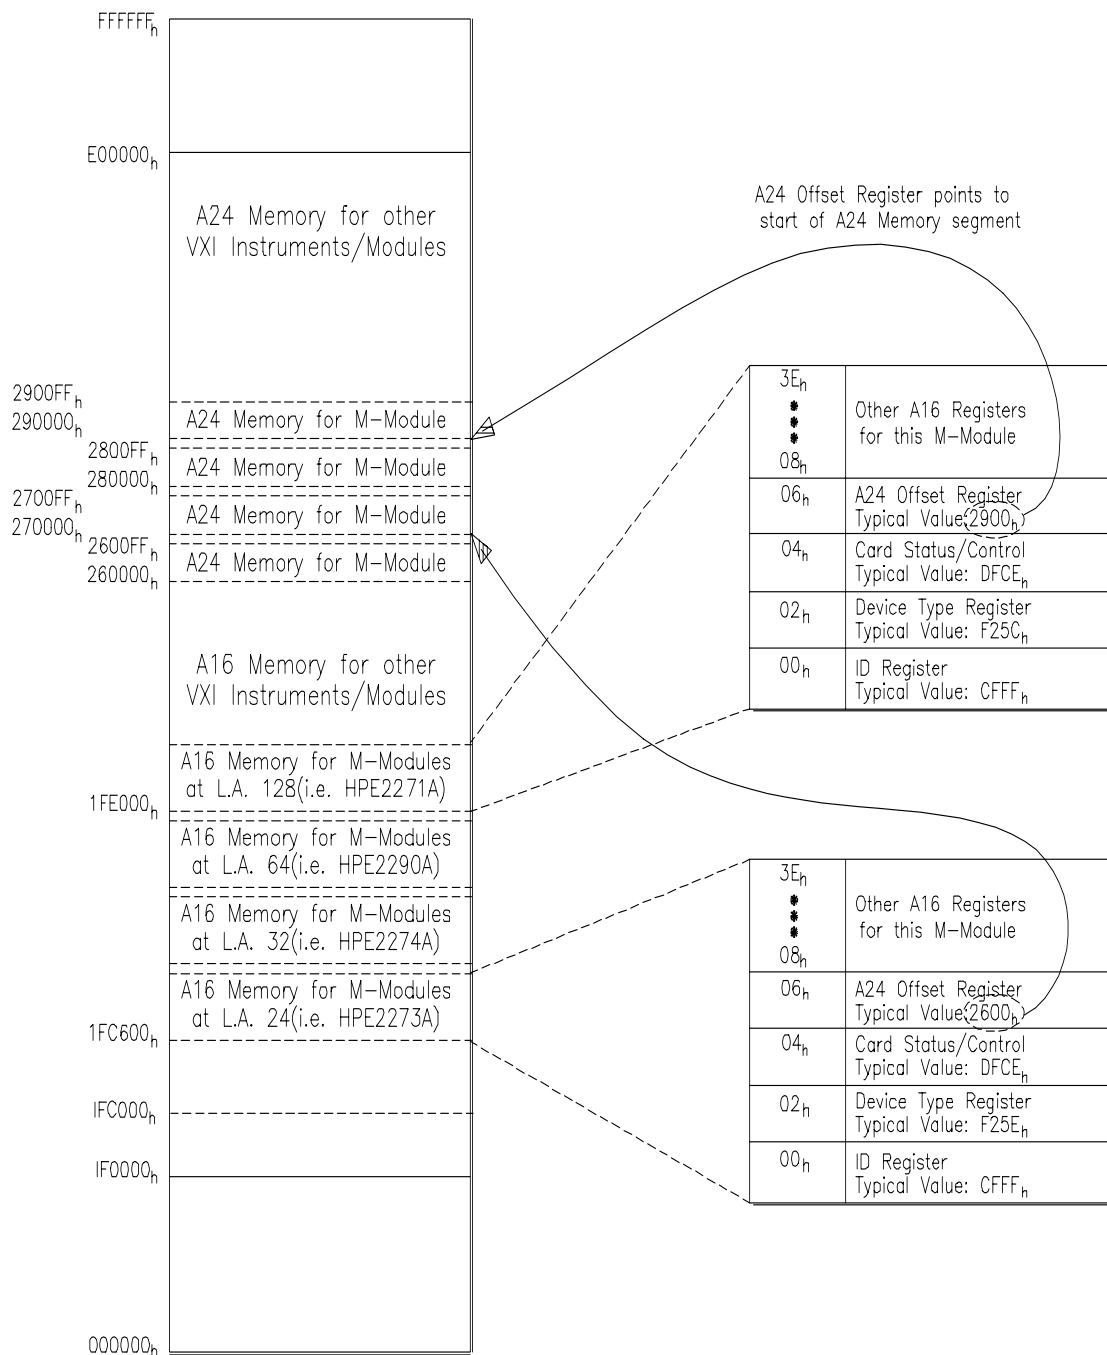 FFFFFFh
E00000h
A24 Memory for other
VXI Instruments/Modules
A24 Offset Register points to
start of A24 Memory segment
2900FFh
290000h
A24 Memory for M-Module
2800FFh
280000h
A24 Memory for M-Module
2700FFh
270000h
A24 Memory for M-Module
2600FFh
260000h
A24 Memory for M-Module
A16 Memory for other
VXI Instruments/Modules
A16 Memory for M-Modules
at L.A. 128(i.e. HPE2271A)
1FE000h
A16 Memory for M-Modules
at L.A. 64(i.e. HPE2290A)
A16 Memory for M-Modules
at L.A. 32(i.e. HPE2274A)
A16 Memory for M-Modules
at L.A. 24(i.e. HPE2273A)
1FC600h
IFC000h
IF0000h
000000h
3Eh
*
*
*
08h
Other A16 Registers
for this M-Module
06h
A24 Offset Register
Typical Value:2900h
04h
Card Status/Control
Typical Value: DFCEh
02h
Device Type Register
Typical Value: F25Ch
00h
ID Register
Typical Value: CFFFh
3Eh
*
*
*
08h
Other A16 Registers
for this M-Module
06h
A24 Offset Register
Typical Value:2600h
04h
Card Status/Control
Typical Value: DFCEh
02h
Device Type Register
Typical Value: F25Eh
00h
ID Register
Typical Value: CFFFh